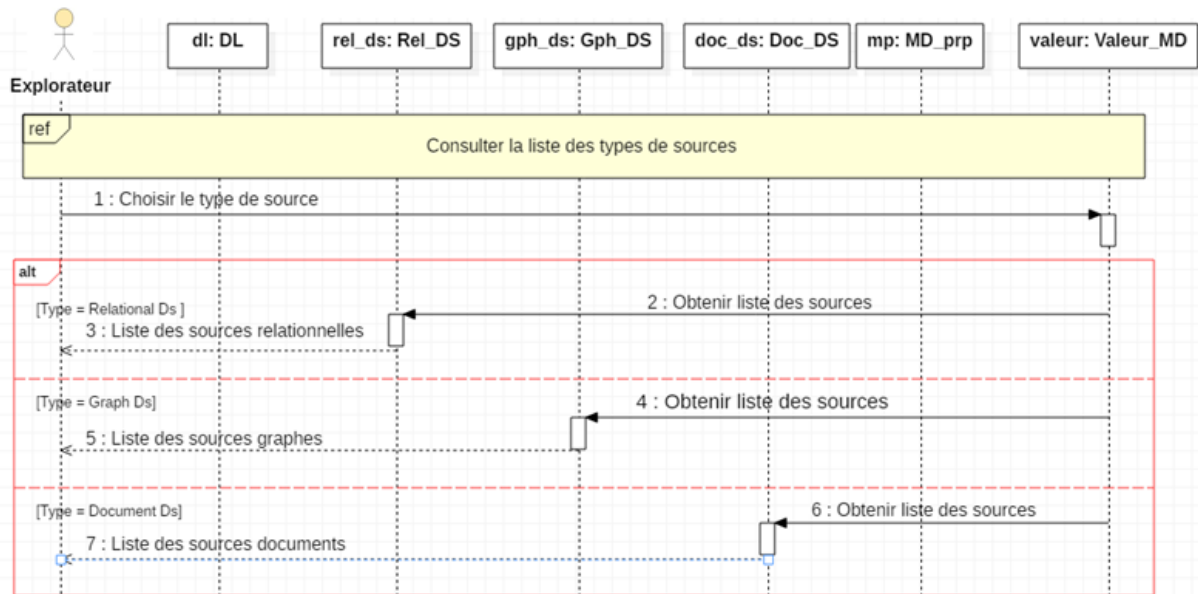 dl: DL
rel_ds: Rel_DS
gph_ds: Gph_DS
doc_ds: Doc_DS
mp: MD_prp
valeur: Valeur_MD
Explorateur
ref
Consulter la liste des types de sources
1 : Choisir le type de source
alt
[Type = Relational Ds ]
2 : Obtenir liste des sources
3 : Liste des sources relationnelles
[Type = Graph Ds]
4 : Obtenir liste des sources
5 : Liste des sources graphes
[Type = Document Ds]
6 : Obtenir liste des sources
7 : Liste des sources documents